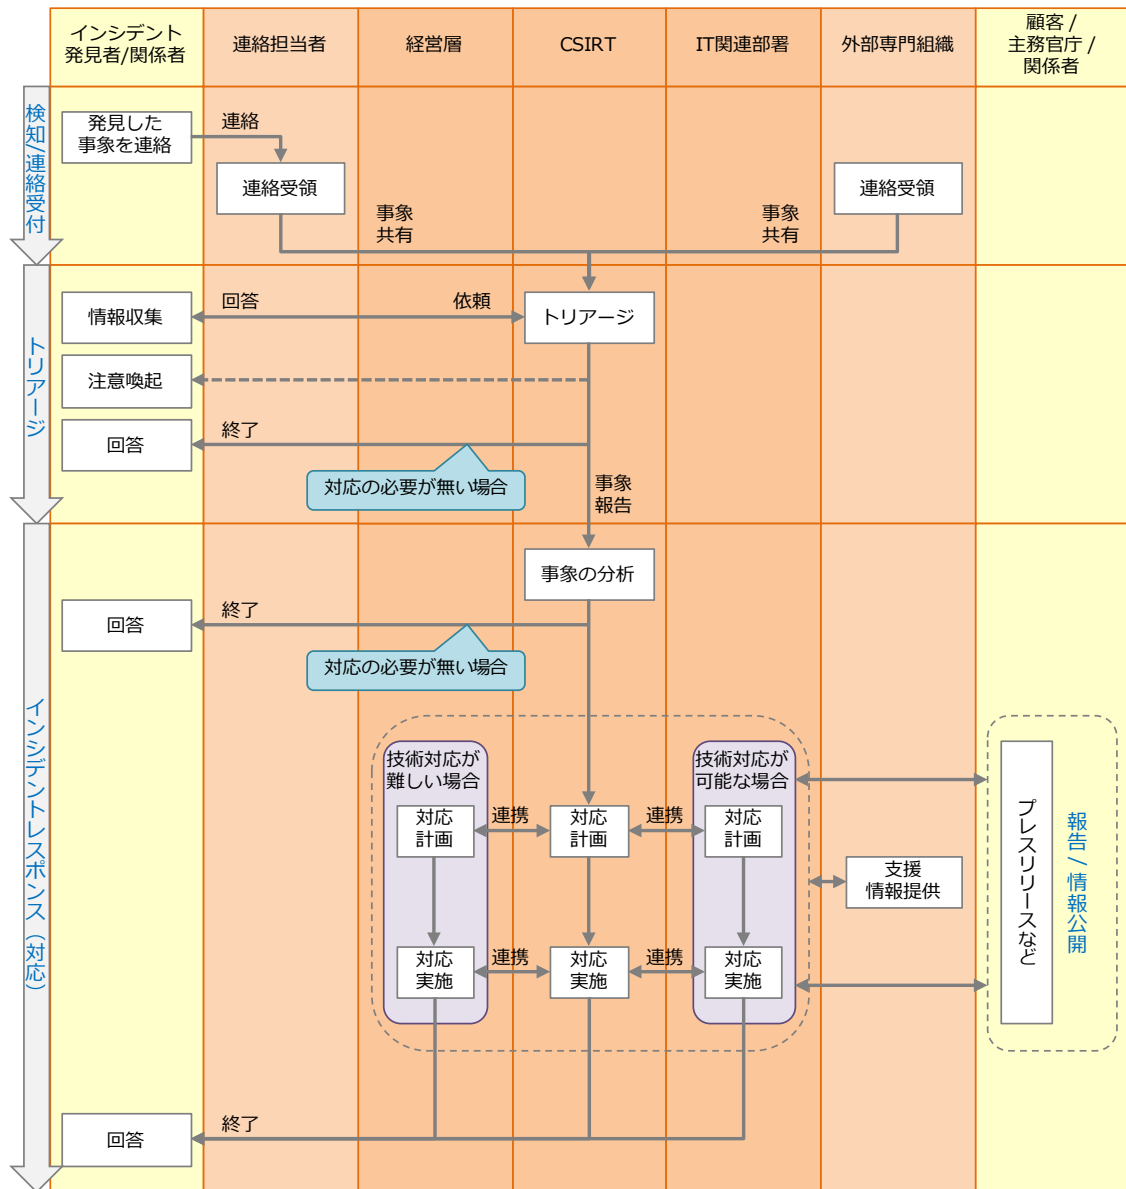 インシデント
発見者/関係者
連絡担当者
経営層
CSIRT
IT関連部署
外部専門組織
顧客 /
主務官庁 /
関係者
検知/連絡受付
発見した
事象を連絡
連絡
連絡受領
連絡受領
事象
共有
事象
共有
トリアージ
情報収集
回答
依頼
トリアージ
注意喚起
回答
終了
対応の必要が無い場合
事象
報告
インシデントレスポンス（対応）
事象の分析
回答
終了
対応の必要が無い場合
技術対応が
難しい場合
技術対応が
可能な場合
対応
計画
連携
対応
計画
連携
対応
計画
支援
情報提供
プレスリリースなど
報告 / 情報公開
対応
実施
連携
対応
実施
連携
対応
実施
回答
終了